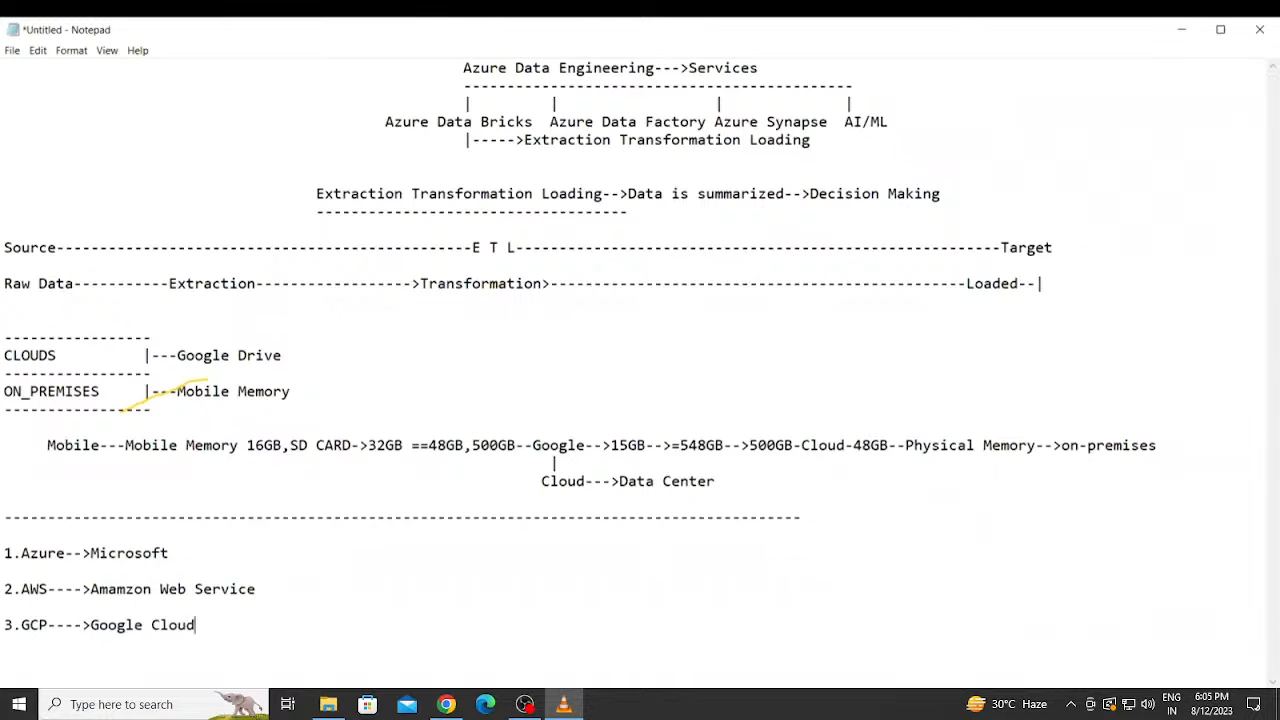 *Untitled - Notepad
File Edit Format View Help
Azure Data Engineering--->Services
---------------------------------------------
| | | |
Azure Data Bricks Azure Data Factory Azure Synapse AI/ML
|----->Extraction Transformation Loading
Extraction Transformation Loading-->Data is summarized-->Decision Making
------------------------------------
Source------------------------------------------------E T L--------------------------------------------------------Target
Raw Data-----------Extraction------------------>Transformation>------------------------------------------------Loaded--|
-----------------
CLOUDS |---Google Drive
-----------------
ON_PREMISES |---Mobile Memory
-----------------
Mobile---Mobile Memory 16GB,SD CARD->32GB ==48GB,500GB--Google-->15GB-->=548GB-->500GB-Cloud-48GB--Physical Memory-->on-premises
|
Cloud--->Data Center
--------------------------------------------------------------------------------------------
1.Azure-->Microsoft
2.AWS---->Amamzon Web Service
3.GCP---->Google Cloud
Type here to search
30°C Haze
ENG
IN
6:05 PM
8/12/2023